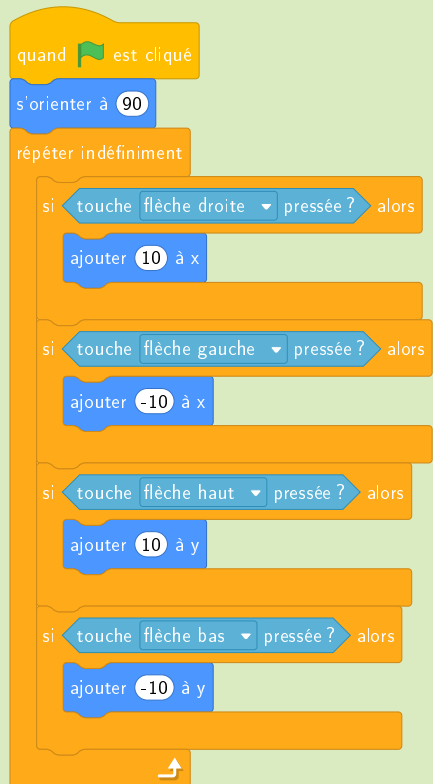 quand est cliqué
s'orienter à 90
répéter indéfiniment
si touche flèche droite pressée ? alors
ajouter 10 à x
si touche flèche gauche pressée ? alors
ajouter -10 à x
si touche flèche haut pressée ? alors
ajouter 10 à y
si touche flèche bas pressée ? alors
ajouter -10 à y